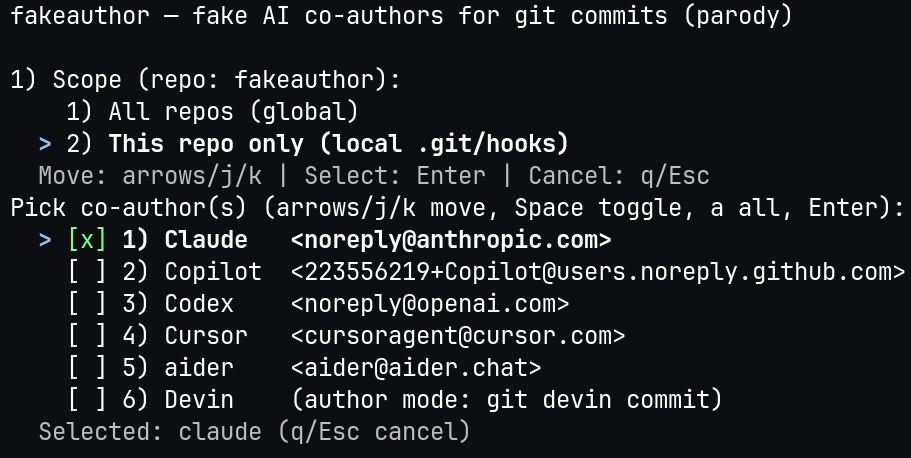 fakeauthor — fake AI co-authors for git commits (parody)
1) Scope (repo: fakeauthor):
1) All repos (global)
> 2) This repo only (local .git/hooks)
Move: arrows/j/k | Select: Enter | Cancel: q/Esc
Pick co-author(s) (arrows/j/k move, Space toggle, a all, Enter):
> [x] 1) Claude <noreply@anthropic.com>
[ ] 2) Copilot <223556219+Copilot@users.noreply.github.com>
[ ] 3) Codex <noreply@openai.com>
[ ] 4) Cursor <cursoragent@cursor.com>
[ ] 5) aider <aider@aider.chat>
[ ] 6) Devin (author mode: git devin commit)
Selected: claude (q/Esc cancel)